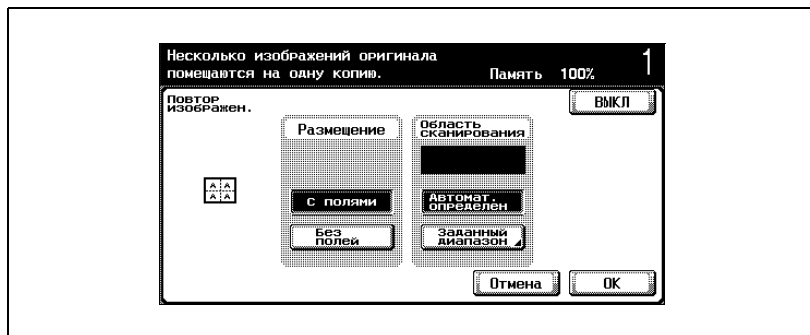 Несколько изображений оригинала
помещаются на одну копию.
Память 100%
1
Повтор
изображен.
ВЫКЛ
Размещение
Область
сканирования
A A
A A
С полями
Автомат.
определен
Без
полей
Заданный
диапазон
Отмена
OK